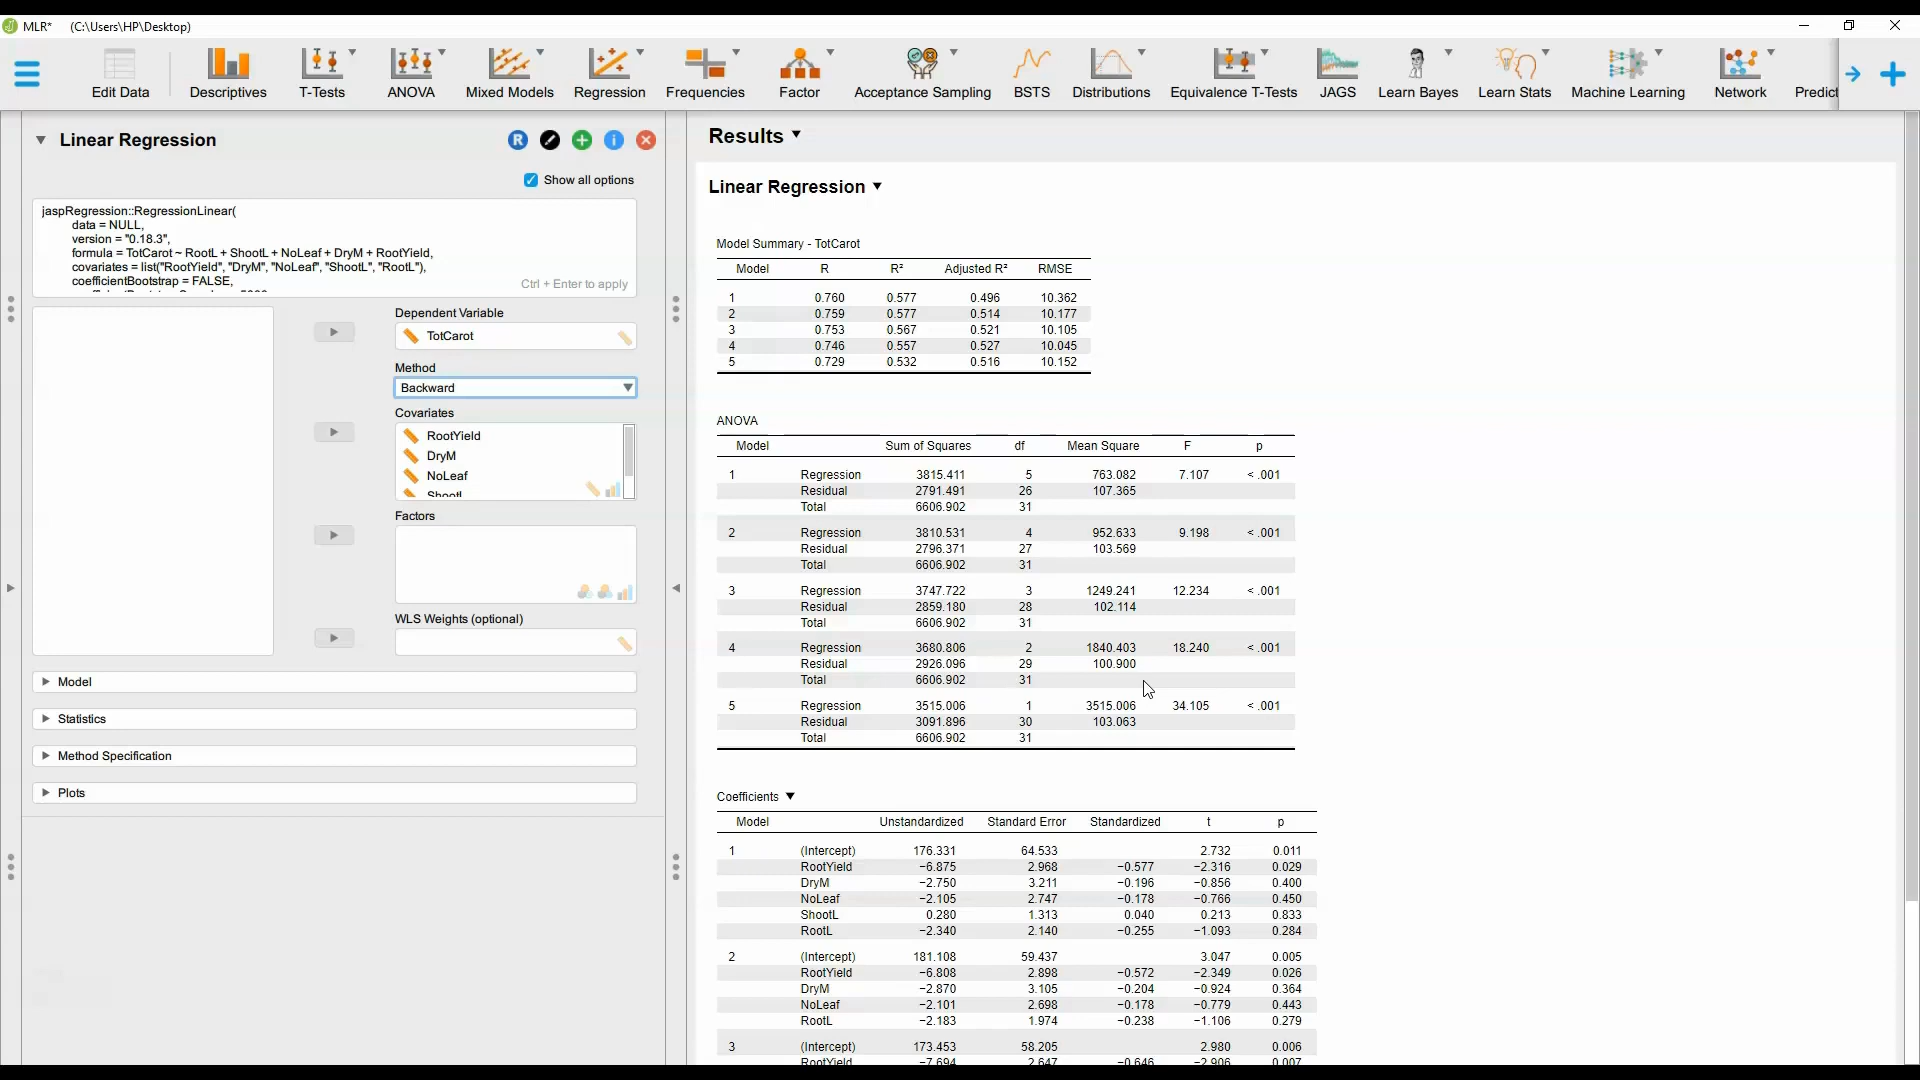 MLR* (C:\Users\HP\Desktop)
Edit Data Descriptives T-Tests ANOVA Mixed Models Regression Frequencies Factor Acceptance Sampling BSTS Distributions Equivalence T-Tests JAGS Learn Bayes Learn Stats Machine Learning Network Predict
Linear Regression
R
i
Show all options
jaspRegression::RegressionLinear(
data = NULL,
version = "0.18.3",
formula = TotCarot ~ RootL + ShootL + NoLeaf + DryM + RootYield,
covariates = list("RootYield", "DryM", "NoLeaf", "ShootL", "RootL"),
coefficientBootstrap = FALSE,
Ctrl + Enter to apply
Dependent Variable
TotCarot
Method
Backward
Covariates
RootYield
DryM
NoLeaf
ShootL
Factors
WLS Weights (optional)
Model
Statistics
Method Specification
Plots
Results
Linear Regression
Model Summary - TotCarot
Model R R² Adjusted R² RMSE
1 0.760 0.577 0.496 10.362
2 0.759 0.577 0.514 10.177
3 0.753 0.567 0.521 10.105
4 0.746 0.557 0.527 10.045
5 0.729 0.532 0.516 10.152
ANOVA
Model Sum of Squares df Mean Square F p
1 Regression 3815.411 5 763.082 7.107 < .001
Residual 2791.491 26 107.365
Total 6606.902 31
2 Regression 3810.531 4 952.633 9.198 < .001
Residual 2796.371 27 103.569
Total 6606.902 31
3 Regression 3747.722 3 1249.241 12.234 < .001
Residual 2859.180 28 102.114
Total 6606.902 31
4 Regression 3680.806 2 1840.403 18.240 < .001
Residual 2926.096 29 100.900
Total 6606.902 31
5 Regression 3515.006 1 3515.006 34.105 < .001
Residual 3091.896 30 103.063
Total 6606.902 31
Coefficients
Model Unstandardized Standard Error Standardized t p
1 (Intercept) 176.331 64.533 2.732 0.011
RootYield −6.875 2.968 −0.577 −2.316 0.029
DryM −2.750 3.211 −0.196 −0.856 0.400
NoLeaf −2.105 2.747 −0.178 −0.766 0.450
ShootL 0.280 1.313 0.040 0.213 0.833
RootL −2.340 2.140 −0.255 −1.093 0.284
2 (Intercept) 181.108 59.437 3.047 0.005
RootYield −6.808 2.898 −0.572 −2.349 0.026
DryM −2.870 3.105 −0.204 −0.924 0.364
NoLeaf −2.101 2.698 −0.178 −0.779 0.443
RootL −2.183 1.974 −0.238 −1.106 0.279
3 (Intercept) 173.453 58.205 2.980 0.006
RootYield −7.694 2.647 −0.646 −2.906 0.007